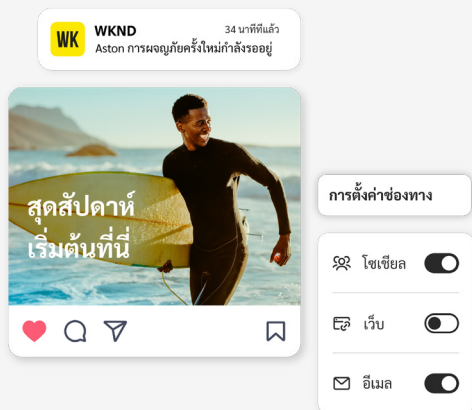 WK
WKND
34 นาทีที่แล้ว
Aston การผจญภัยครั้งใหม่กำลังรออยู่
สุดสัปดาห์
เริ่มต้นที่นี่
การตั้งค่าช่องทาง
โซเชียล
เว็บ
อีเมล